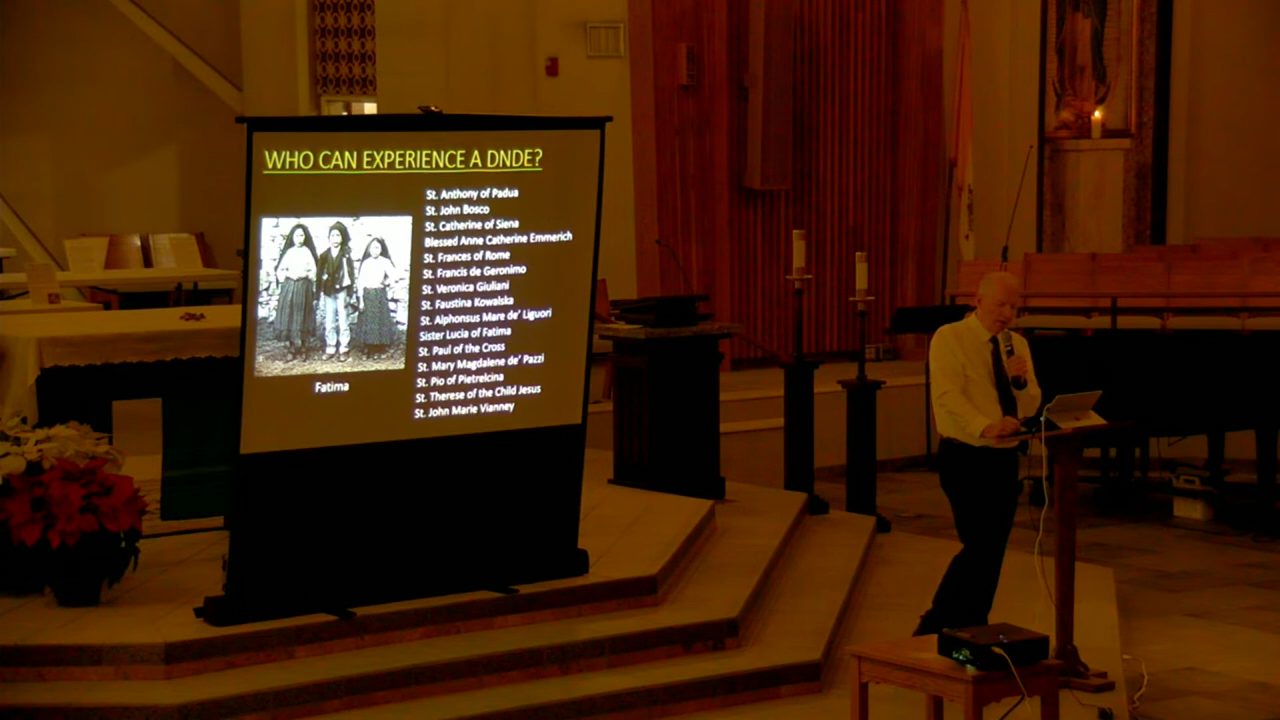 WHO CAN EXPERIENCE A DNDE?
St. Anthony of Padua
St. John Bosco
St. Catherine of Siena
Blessed Anne Catherine Emmerich
St. Frances of Rome
St. Francis de Geronimo
St. Veronica Giuliani
St. Faustina Kowalska
St. Alphonsus Mare de' Liguori
Sister Lucia of Fatima
St. Paul of the Cross
St. Mary Magdalene de' Pazzi
St. Pio of Pietrelcina
St. Therese of the Child Jesus
St. John Marie Vianney
Fatima